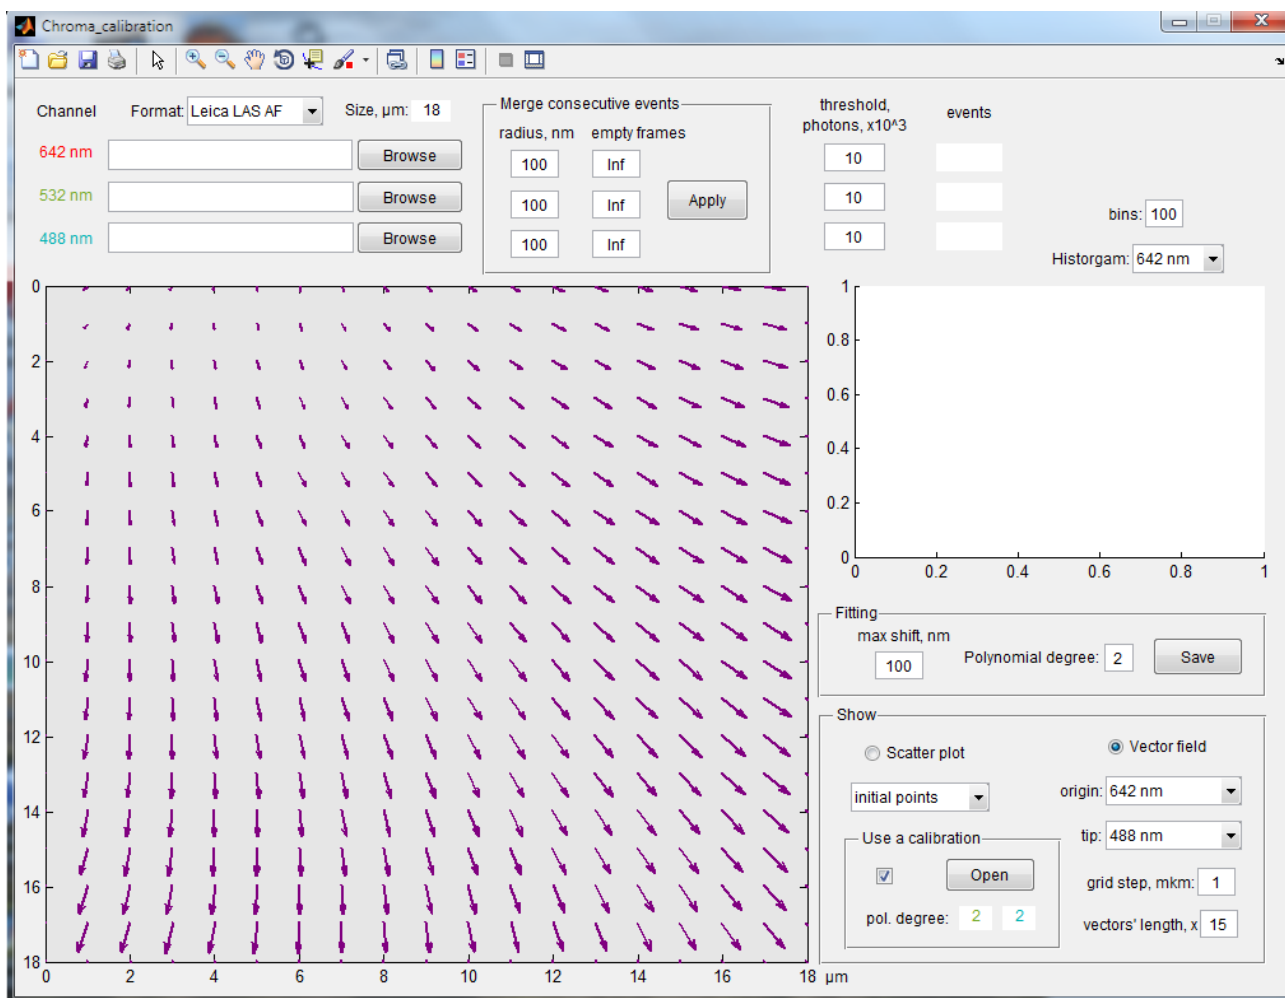 Chroma_calibration
Channel Format: Leica LAS AF Size, µm: 18
642 nm Browse
532 nm Browse
488 nm Browse
Merge consecutive events
radius, nm empty frames
100 Inf
100 Inf
100 Inf
Apply
threshold,
photons, x10^3
events
10
10
10
bins: 100
Historgam: 642 nm
0
2
4
6
8
10
12
14
16
18
0 2 4 6 8 10 12 14 16 18 µm
1
0.8
0.6
0.4
0.2
0
0 0.2 0.4 0.6 0.8 1
Fitting
max shift, nm
100
Polynomial degree: 2
Save
Show
Scatter plot
Vector field
initial points
origin: 642 nm
tip: 488 nm
Use a calibration
Open
pol. degree: 2 2
grid step, mkm: 1
vectors' length, x 15